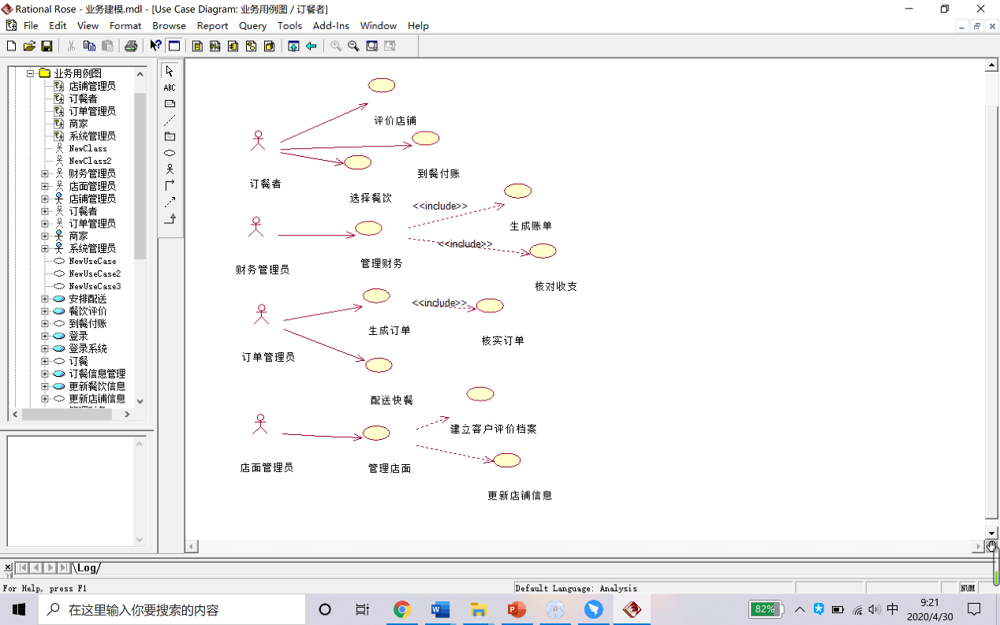 Rational Rose - 业务建模.mdl - [Use Case Diagram: 业务用例图 / 订餐者]
File Edit View Format Browse Report Query Tools Add-Ins Window Help
业务用例图
店铺管理员
订餐者
订单管理员
商家
系统管理员
NewClass
NewClass2
财务管理员
店面管理员
店铺管理员
订餐者
订单管理员
商家
系统管理员
NewUseCase
NewUseCase2
NewUseCase3
安排配送
餐饮评价
到餐付账
登录
登录系统
订餐
订餐信息管理
更新餐饮信息
更新店铺信息
ABC
评价店铺
到餐付账
订餐者
选择餐饮
<<include>>
生成账单
<<include>>
管理财务
财务管理员
核对收支
<<include>>
生成订单
核实订单
订单管理员
配送快餐
建立客户评价档案
店面管理员
管理店面
更新店铺信息
Log
For Help, press F1
Default Language: Analysis
NUM
在这里输入你要搜索的内容
82%
中
9:21
2020/4/30